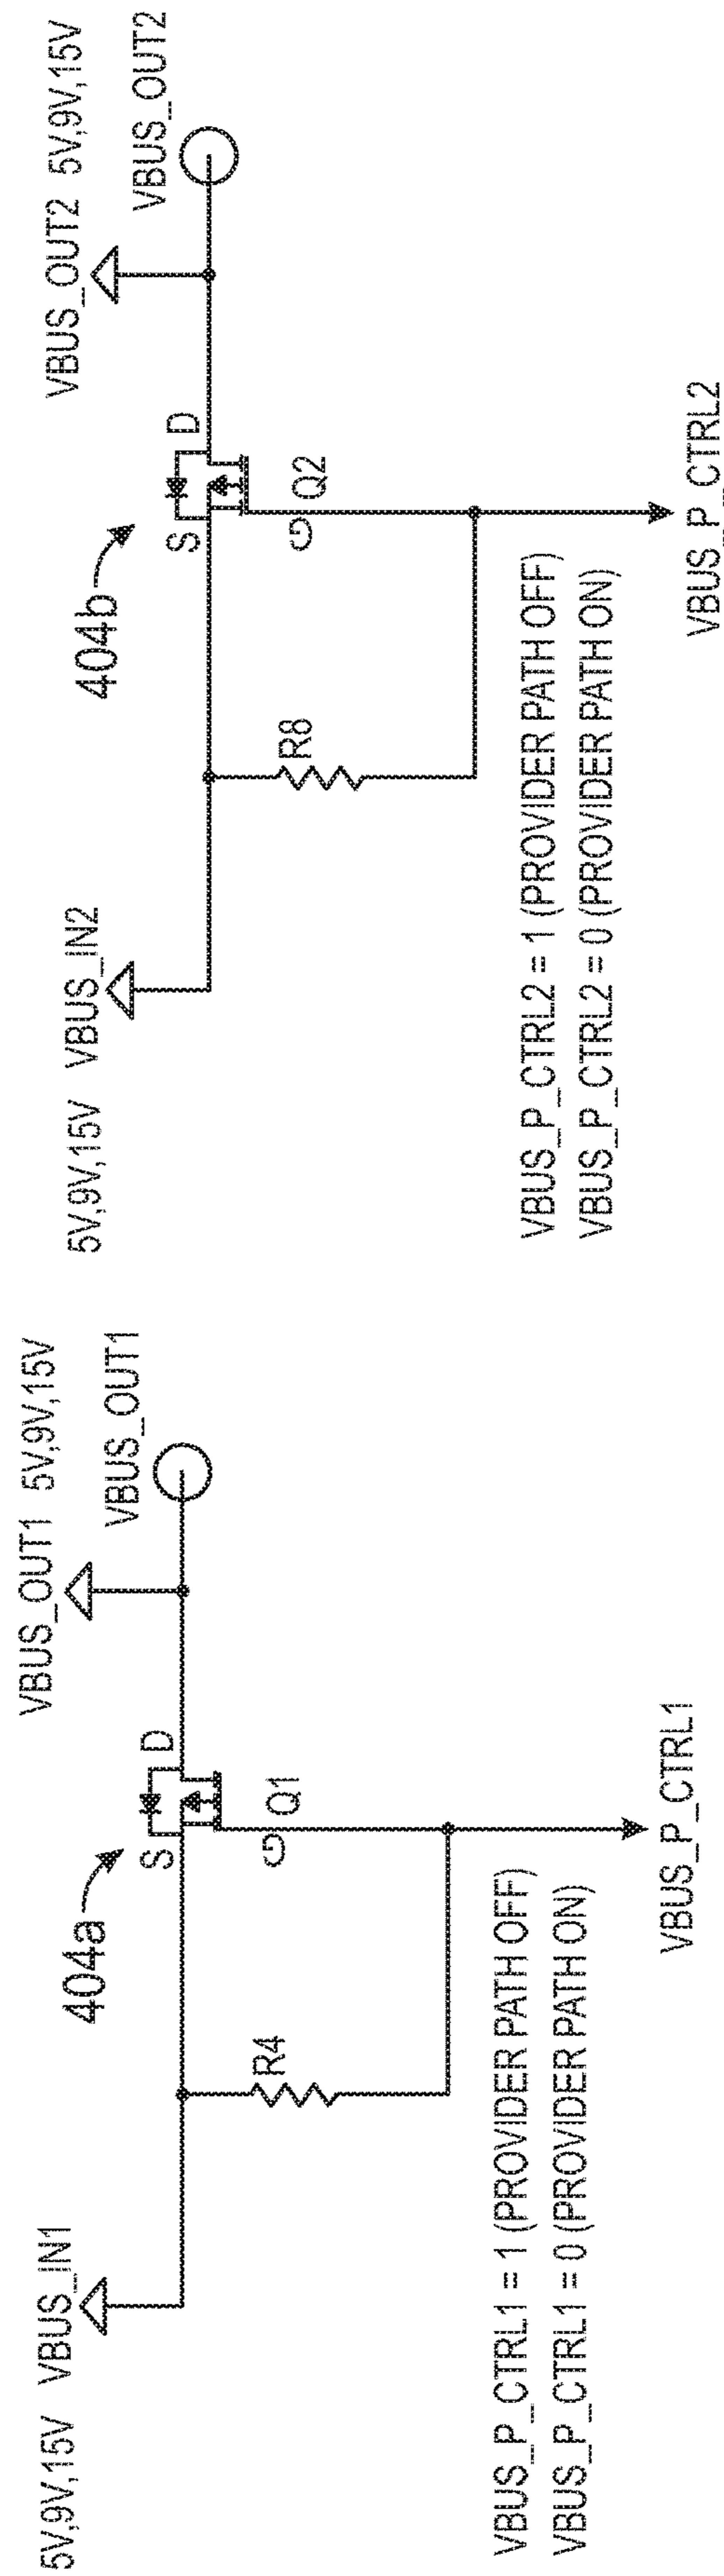 5V,9V,15V VBUS_IN1
VBUS_OUT1 5V,9V,15V
VBUS_OUT1
404a
S
D
G
Q1
R4
VBUS_P_CTRL1 = 1 (PROVIDER PATH OFF)
VBUS_P_CTRL1 = 0 (PROVIDER PATH ON)
VBUS_P_CTRL1
5V,9V,15V VBUS_IN2
VBUS_OUT2 5V,9V,15V
VBUS_OUT2
404b
S
D
G
Q2
R8
VBUS_P_CTRL2 = 1 (PROVIDER PATH OFF)
VBUS_P_CTRL2 = 0 (PROVIDER PATH ON)
VBUS_P_CTRL2